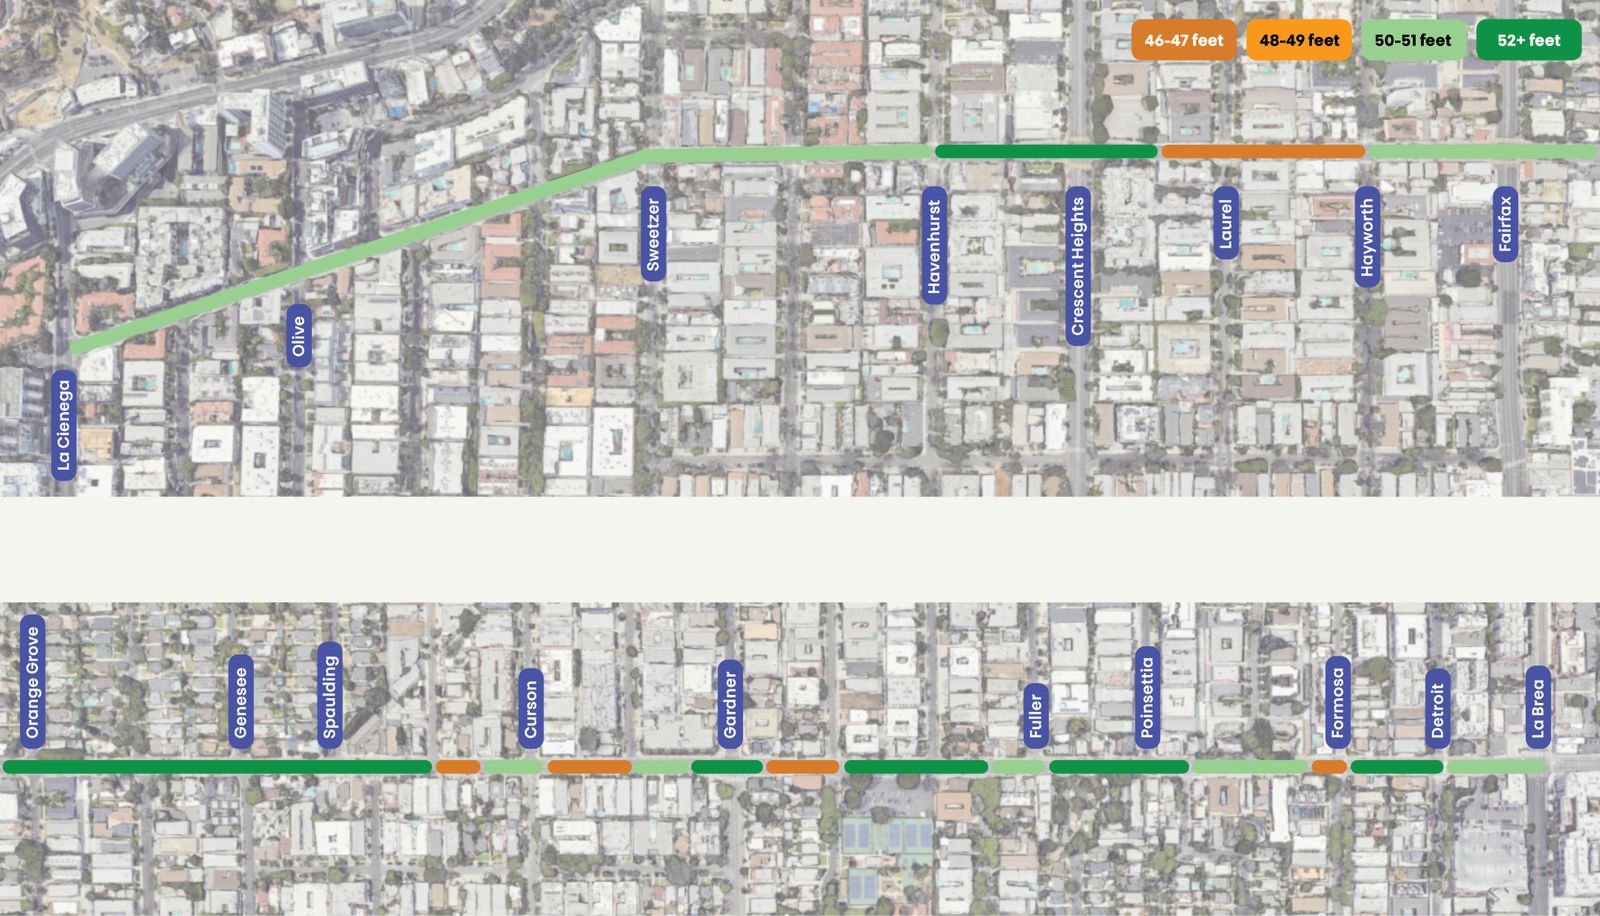 46-47 feet
48-49 feet
50-51 feet
52+ feet
La Cienega
Olive
Sweetzer
Havenhurst
Crescent Heights
Laurel
Hayworth
Fairfax
Orange Grove
Genesee
Spaulding
Curson
Gardner
Fuller
Poinsettia
Formosa
Detroit
La Brea